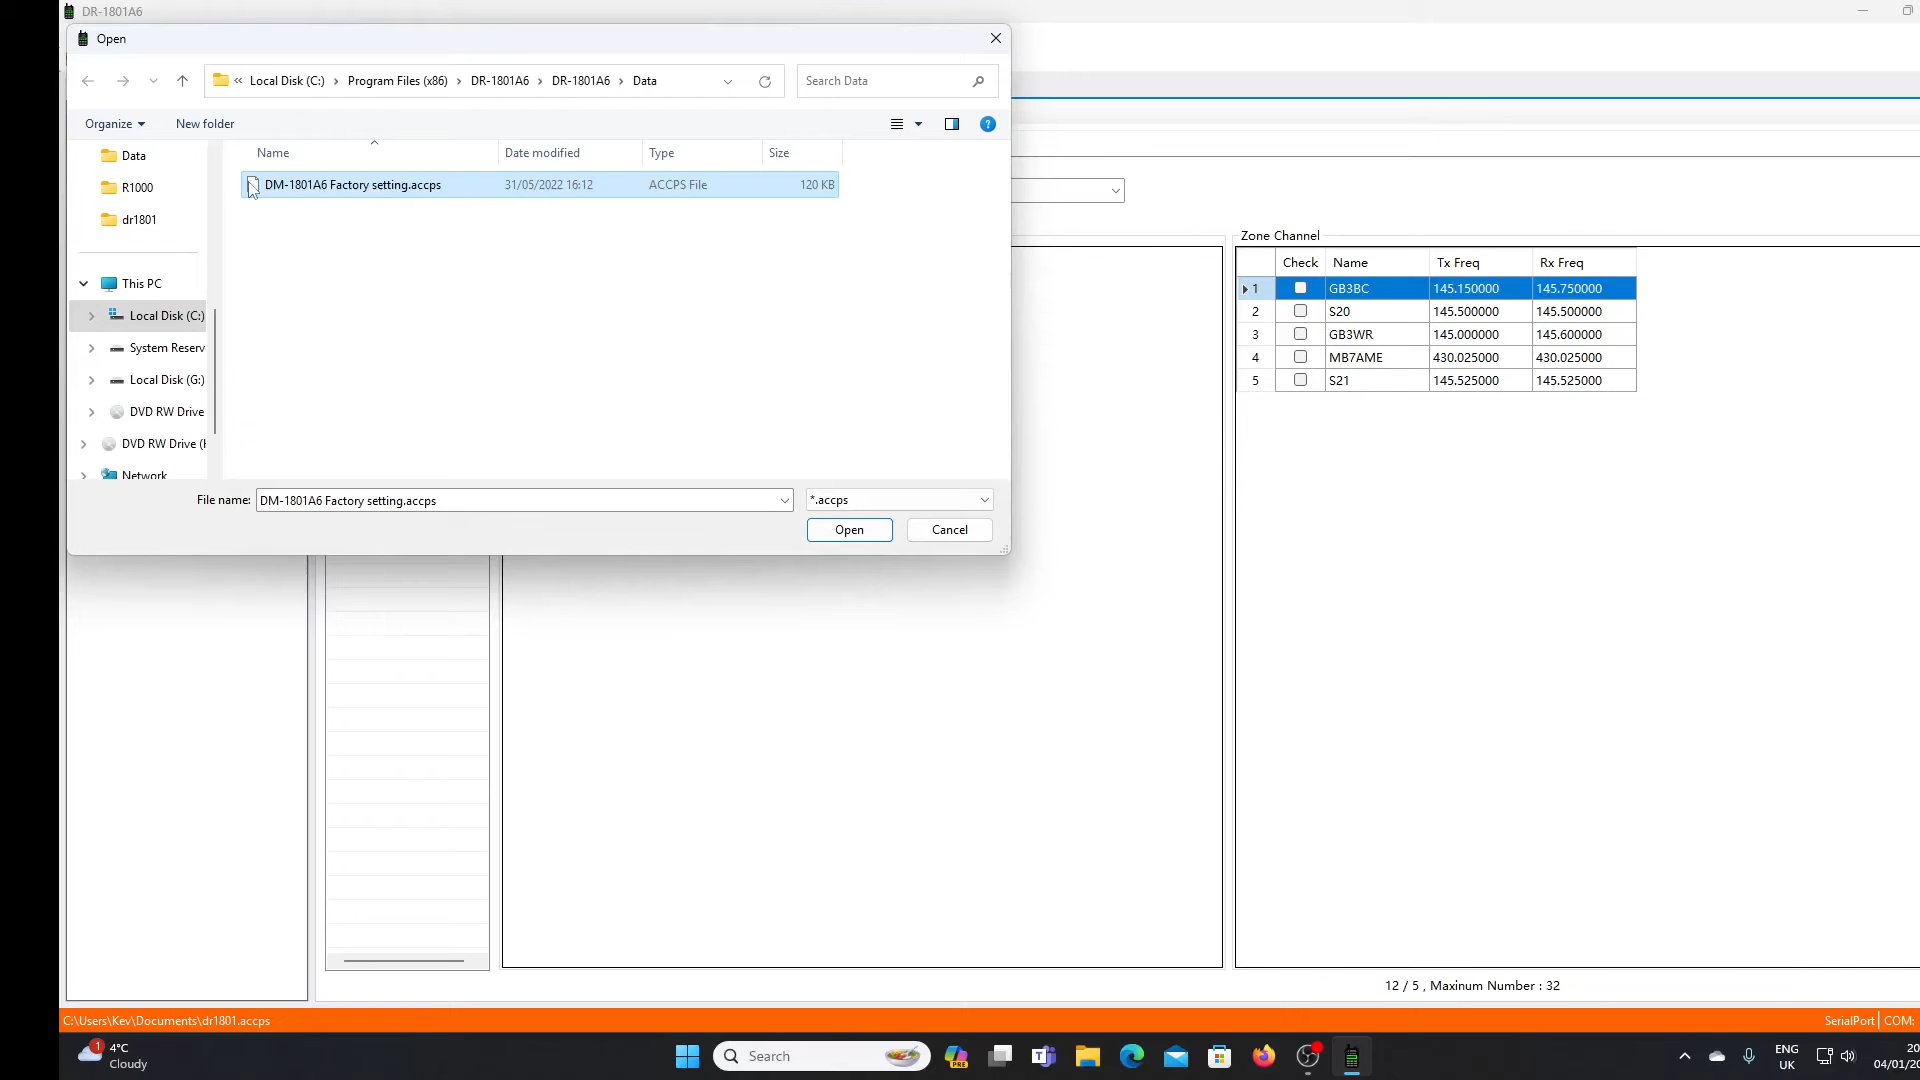 DR-1801A6
Open
« Local Disk (C:) › Program Files (x86) › DR-1801A6 › DR-1801A6 › Data
Search Data
Organize
New folder
Name Date modified Type Size
DM-1801A6 Factory setting.accps 31/05/2022 16:12 ACCPS File 120 KB
Data
R1000
dr1801
This PC
Local Disk (C:)
System Reserv
Local Disk (G:)
DVD RW Drive
DVD RW Drive (
Network
File name: DM-1801A6 Factory setting.accps
*.accps
Open
Cancel
Zone Channel
Check Name Tx Freq Rx Freq
1 GB3BC 145.150000 145.750000
2 S20 145.500000 145.500000
3 GB3WR 145.000000 145.600000
4 MB7AME 430.025000 430.025000
5 S21 145.525000 145.525000
12 / 5 , Maxinum Number : 32
C:\Users\Kev\Documents\dr1801.accps
SerialPort COM:
1
4°C
Cloudy
Search
PRE
ENG
UK
20
04/01/20